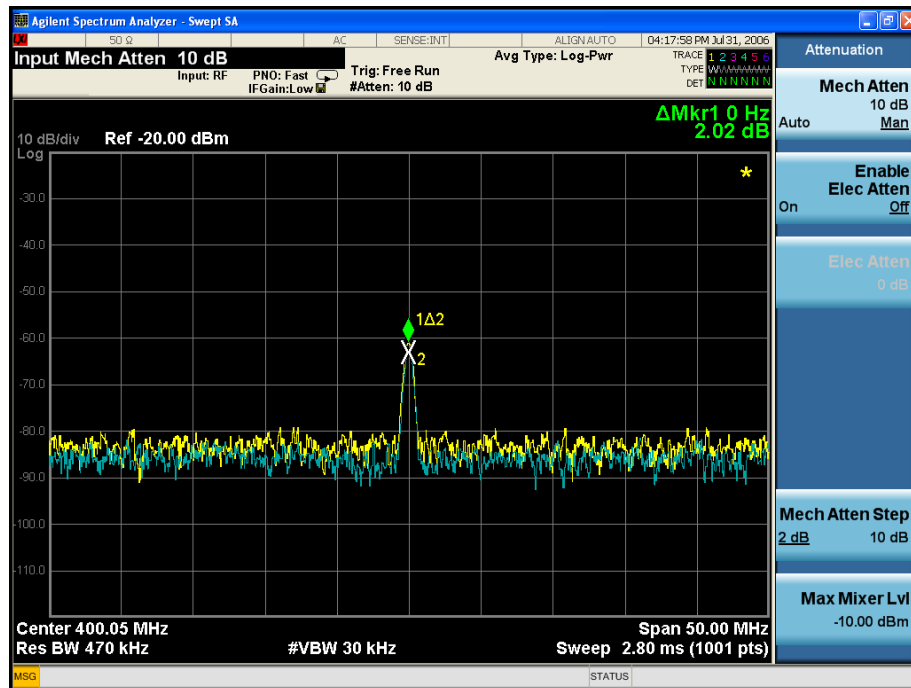 Agilent Spectrum Analyzer - Swept SA
50 Ω AC SENSE:INT ALIGN AUTO 04:17:58 PM Jul 31, 2006
Input Mech Atten 10 dB
Input: RF
PNO: Fast
IFGain:Low
Trig: Free Run
#Atten: 10 dB
Avg Type: Log-Pwr
TRACE 1 2 3 4 5 6
TYPE
DET N N N N N N
ΔMkr1 0 Hz
2.02 dB
10 dB/div Ref -20.00 dBm
Log
-30.0
-40.0
-50.0
-60.0
-70.0
-80.0
-90.0
-100.0
-110.0
*
1Δ2
X2
Center 400.05 MHz Span 50.00 MHz
Res BW 470 kHz #VBW 30 kHz Sweep 2.80 ms (1001 pts)
MSG STATUS
Attenuation
Mech Atten
10 dB
Auto Man
Enable
Elec Atten
On Off
Elec Atten
0 dB
Mech Atten Step
2 dB 10 dB
Max Mixer Lvl
-10.00 dBm